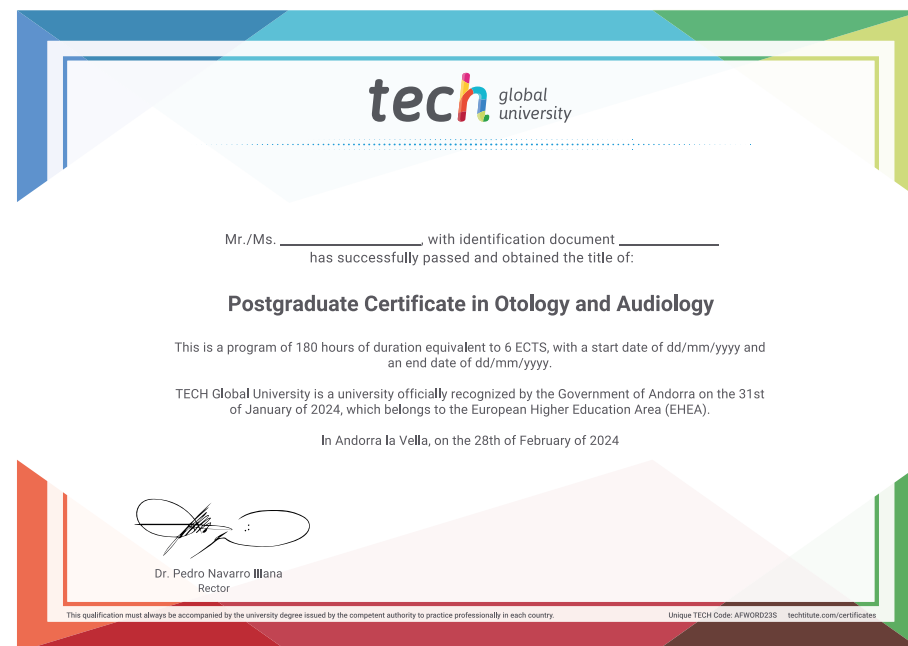 tech global university
Mr./Ms. ____________________, with identification document ______________
has successfully passed and obtained the title of:
Postgraduate Certificate in Otology and Audiology
This is a program of 180 hours of duration equivalent to 6 ECTS, with a start date of dd/mm/yyyy and
an end date of dd/mm/yyyy.
TECH Global University is a university officially recognized by the Government of Andorra on the 31st
of January of 2024, which belongs to the European Higher Education Area (EHEA).
In Andorra la Vella, on the 28th of February of 2024
Dr. Pedro Navarro Illana
Rector
This qualification must always be accompanied by the university degree issued by the competent authority to practice professionally in each country.
Unique TECH Code: AFWORD23S techtitute.com/certificates